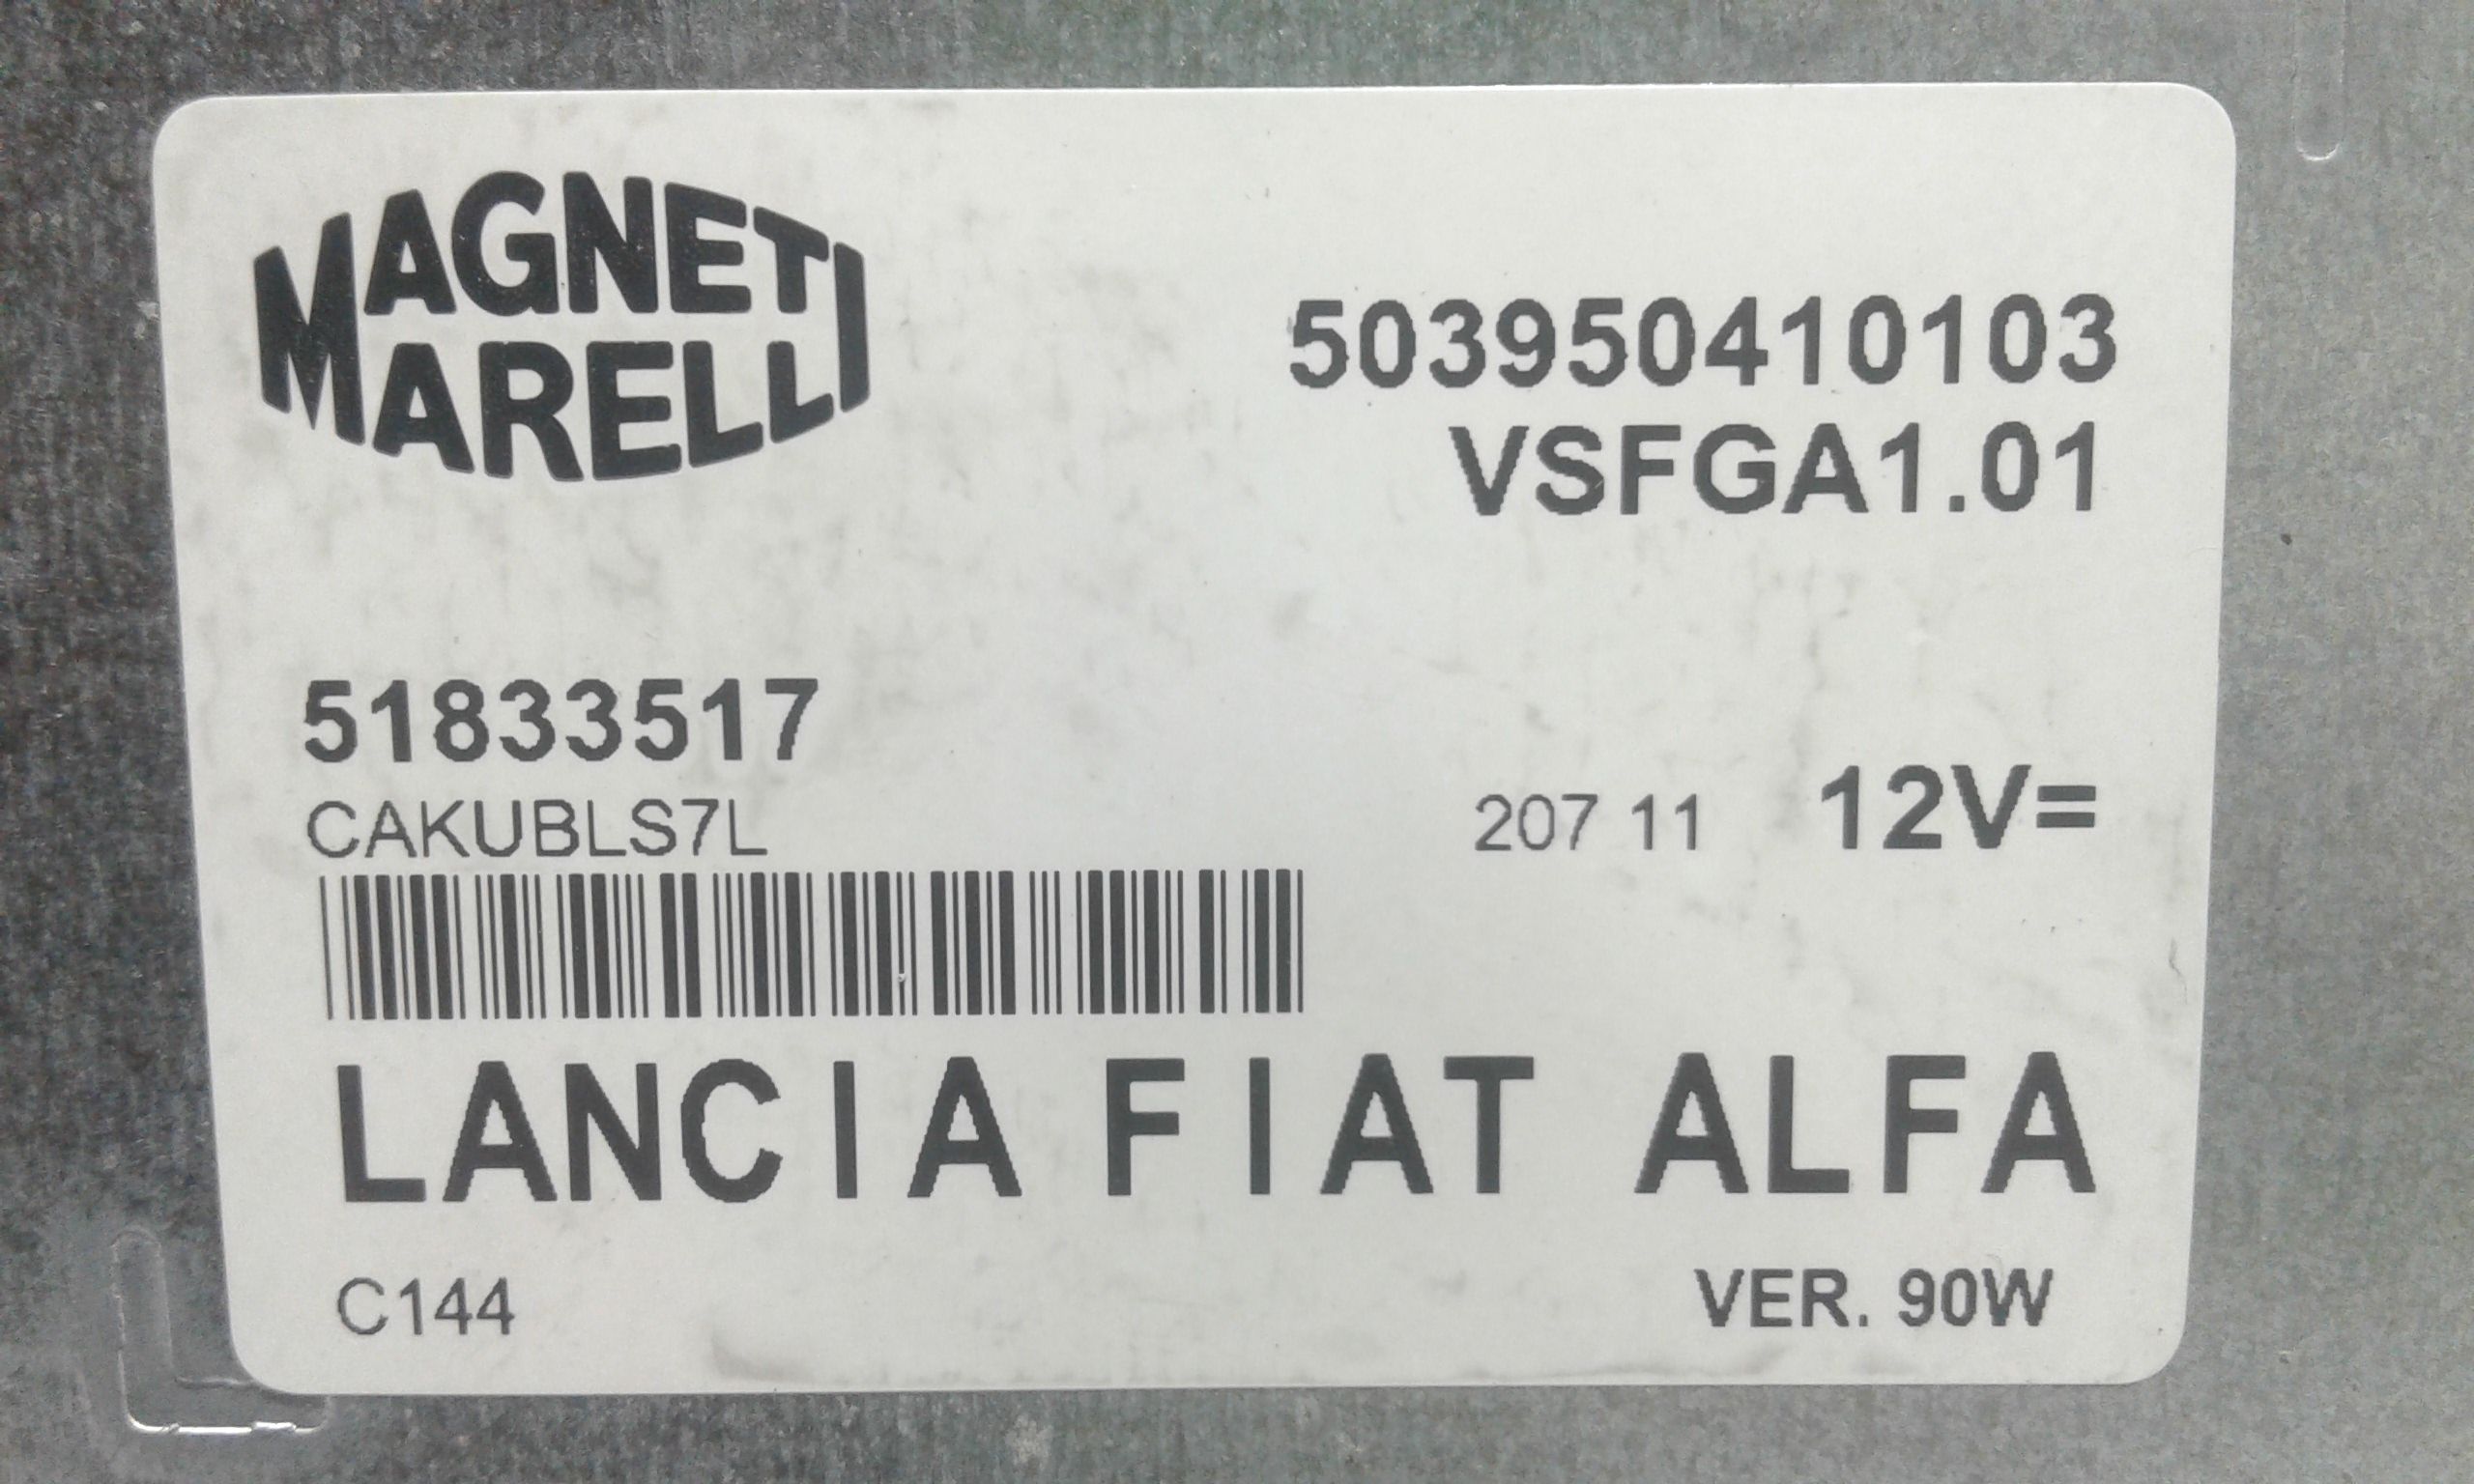 MAGNETI
MARELLI
503950410103
VSFGA1.01
51833517
CAKUBLS7L
207 11 12V=
LANCIA FIAT ALFA
C144
VER. 90W